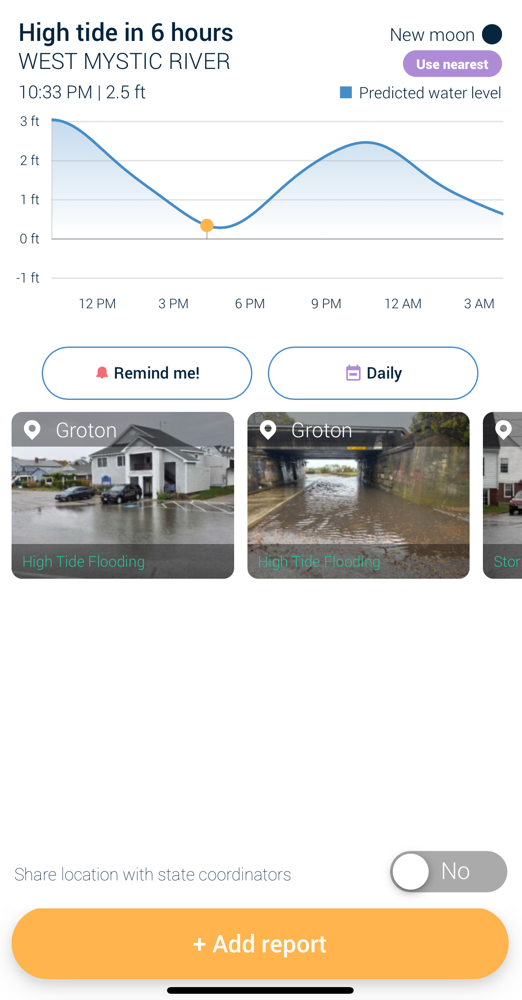 High tide in 6 hours
New moon
WEST MYSTIC RIVER
Use nearest
10:33 PM | 2.5 ft
Predicted water level
3 ft
2 ft
1 ft
0 ft
-1 ft
12 PM
3 PM
6 PM
9 PM
12 AM
3 AM
Remind me!
Daily
Groton
Groton
High Tide Flooding
High Tide Flooding
Share location with state coordinators
No
+ Add report